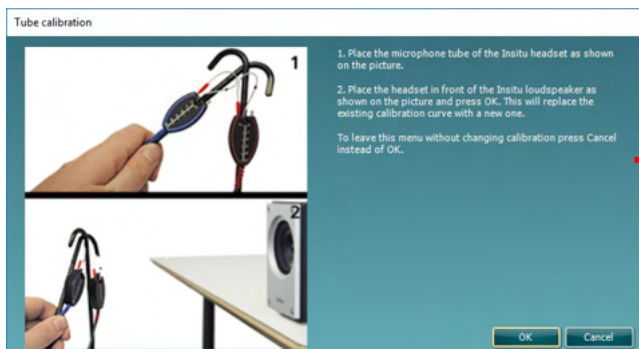 Tube calibration
1
1. Place the microphone tube of the Insitu headset as shown
on the picture.
2. Place the headset in front of the Insitu loudspeaker as
shown on the picture and press OK. This will replace the
existing calibration curve with a new one.
To leave this menu without changing calibration press Cancel
instead of OK.
2
OK
Cancel